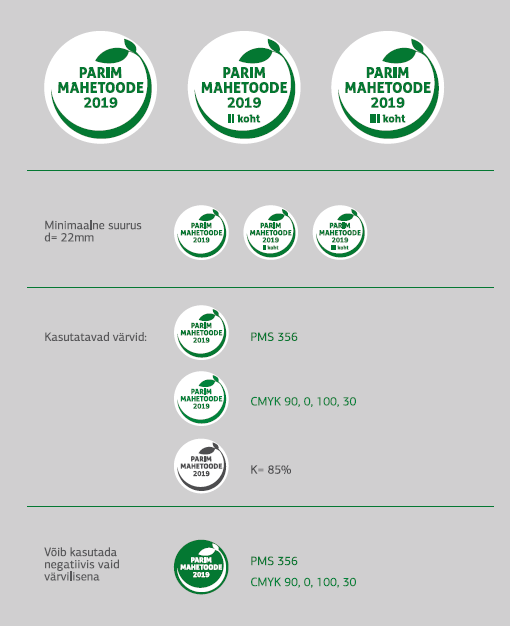 PARIM
MAHETOODE
2019
PARIM
MAHETOODE
2019
II koht
PARIM
MAHETOODE
2019
III koht
Minimaalne suurus
d= 22mm
PARIM
MAHETOODE
2019
PARIM
MAHETOODE
2019
II koht
PARIM
MAHETOODE
2019
III koht
Kasutatavad värvid:
PARIM
MAHETOODE
2019
PMS 356
PARIM
MAHETOODE
2019
CMYK 90, 0, 100, 30
PARIM
MAHETOODE
2019
K= 85%
Võib kasutada
negatiivis vaid
värvilisena
PARIM
MAHETOODE
2019
PMS 356
CMYK 90, 0, 100, 30